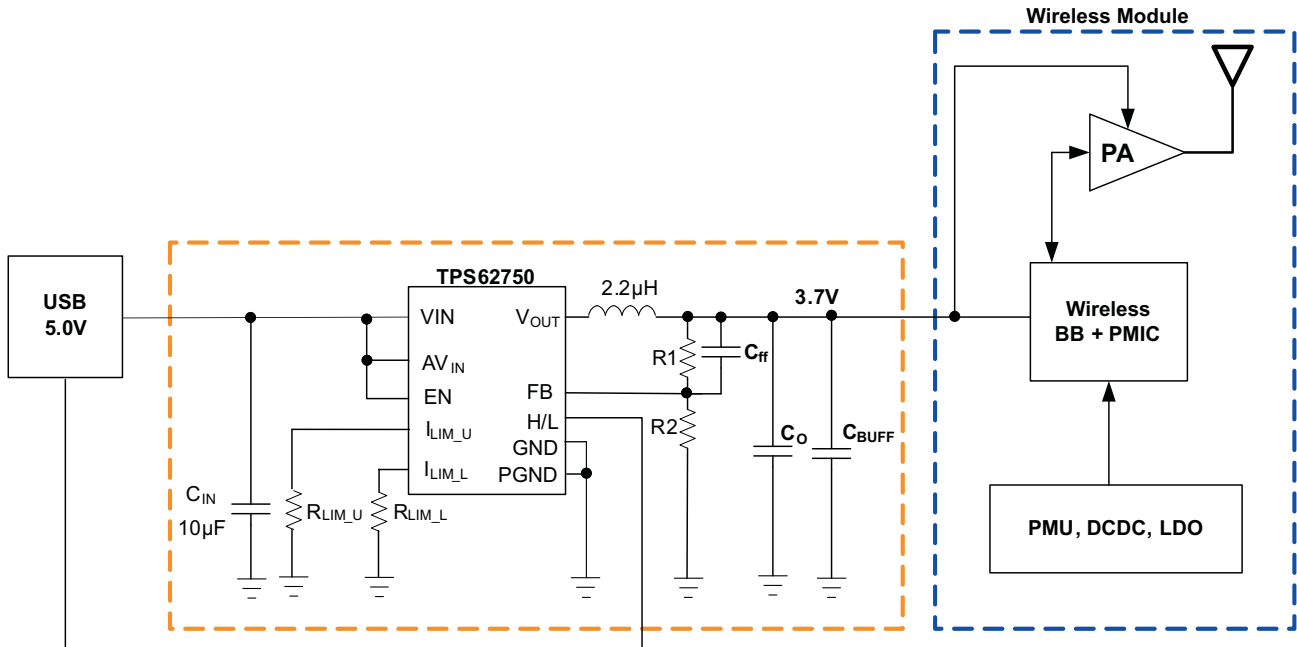 Wireless Module
PA
USB
5.0V
TPS62750
VIN
AVIN
EN
ILIM_U
ILIM_L
VOUT
FB
H/L
GND
PGND
2.2µH
3.7V
R1
Cff
R2
CO
CBUFF
CIN
10µF
RLIM_U
RLIM_L
Wireless
BB + PMIC
PMU, DCDC, LDO